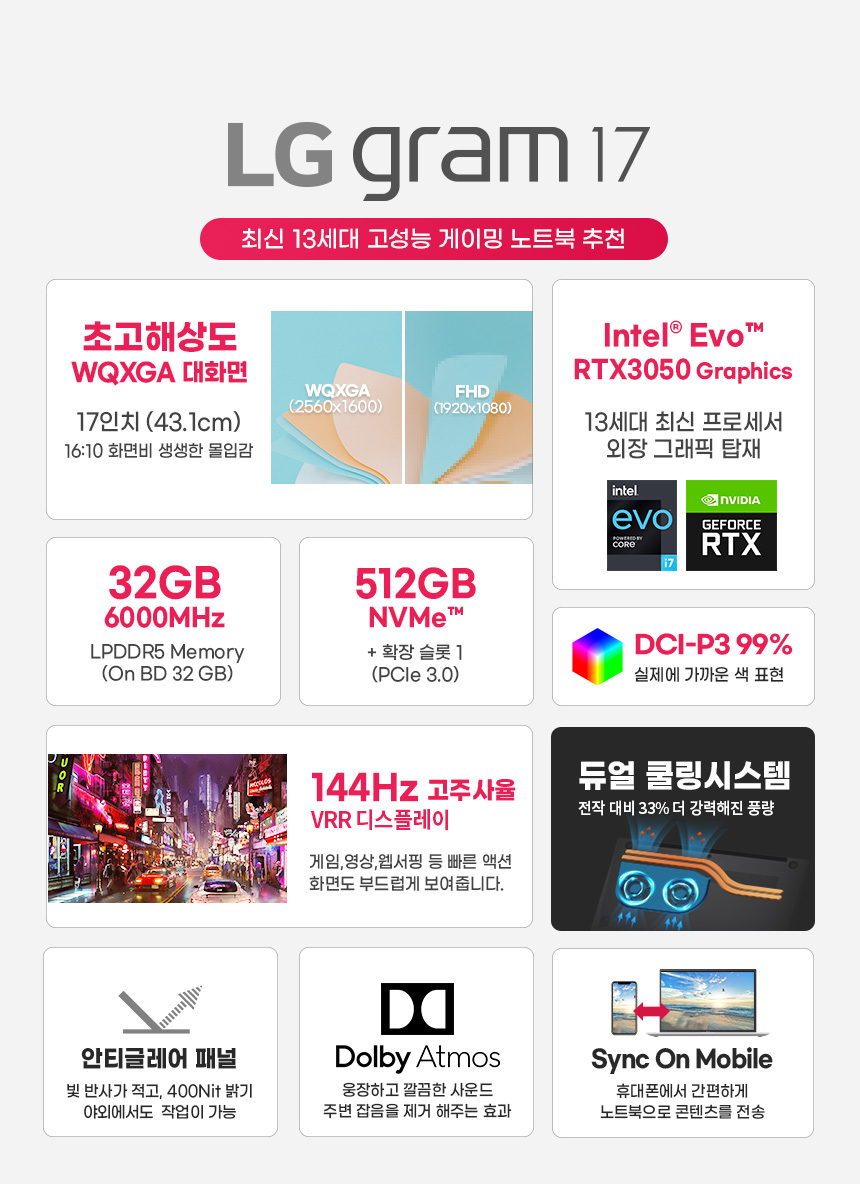 LG gram 17
최신 13세대 고성능 게이밍 노트북 추천
초고해상도
WQXGA 대화면
17인치 (43.1cm)
16:10 화면비 생생한 몰입감
WQXGA
(2560x1600)
FHD
(1920x1080)
Intel® Evo™
RTX3050 Graphics
13세대 최신 프로세서
외장 그래픽 탑재
intel.
evo
POWERED BY
CORE
i7
NVIDIA
GEFORCE
RTX
32GB
6000MHz
LPDDR5 Memory
(On BD 32 GB)
512GB
NVMe™
+ 확장 슬롯 1
(PCIe 3.0)
DCI-P3 99%
실제에 가까운 색 표현
144Hz 고주사율
VRR 디스플레이
게임,영상,웹서핑 등 빠른 액션
화면도 부드럽게 보여줍니다.
듀얼 쿨링시스템
전작 대비 33% 더 강력해진 풍량
안티글레어 패널
빛 반사가 적고, 400Nit 밝기
야외에서도 작업이 가능
Dolby Atmos
웅장하고 깔끔한 사운드
주변 잡음을 제거 해주는 효과
Sync On Mobile
휴대폰에서 간편하게
노트북으로 콘텐츠를 전송